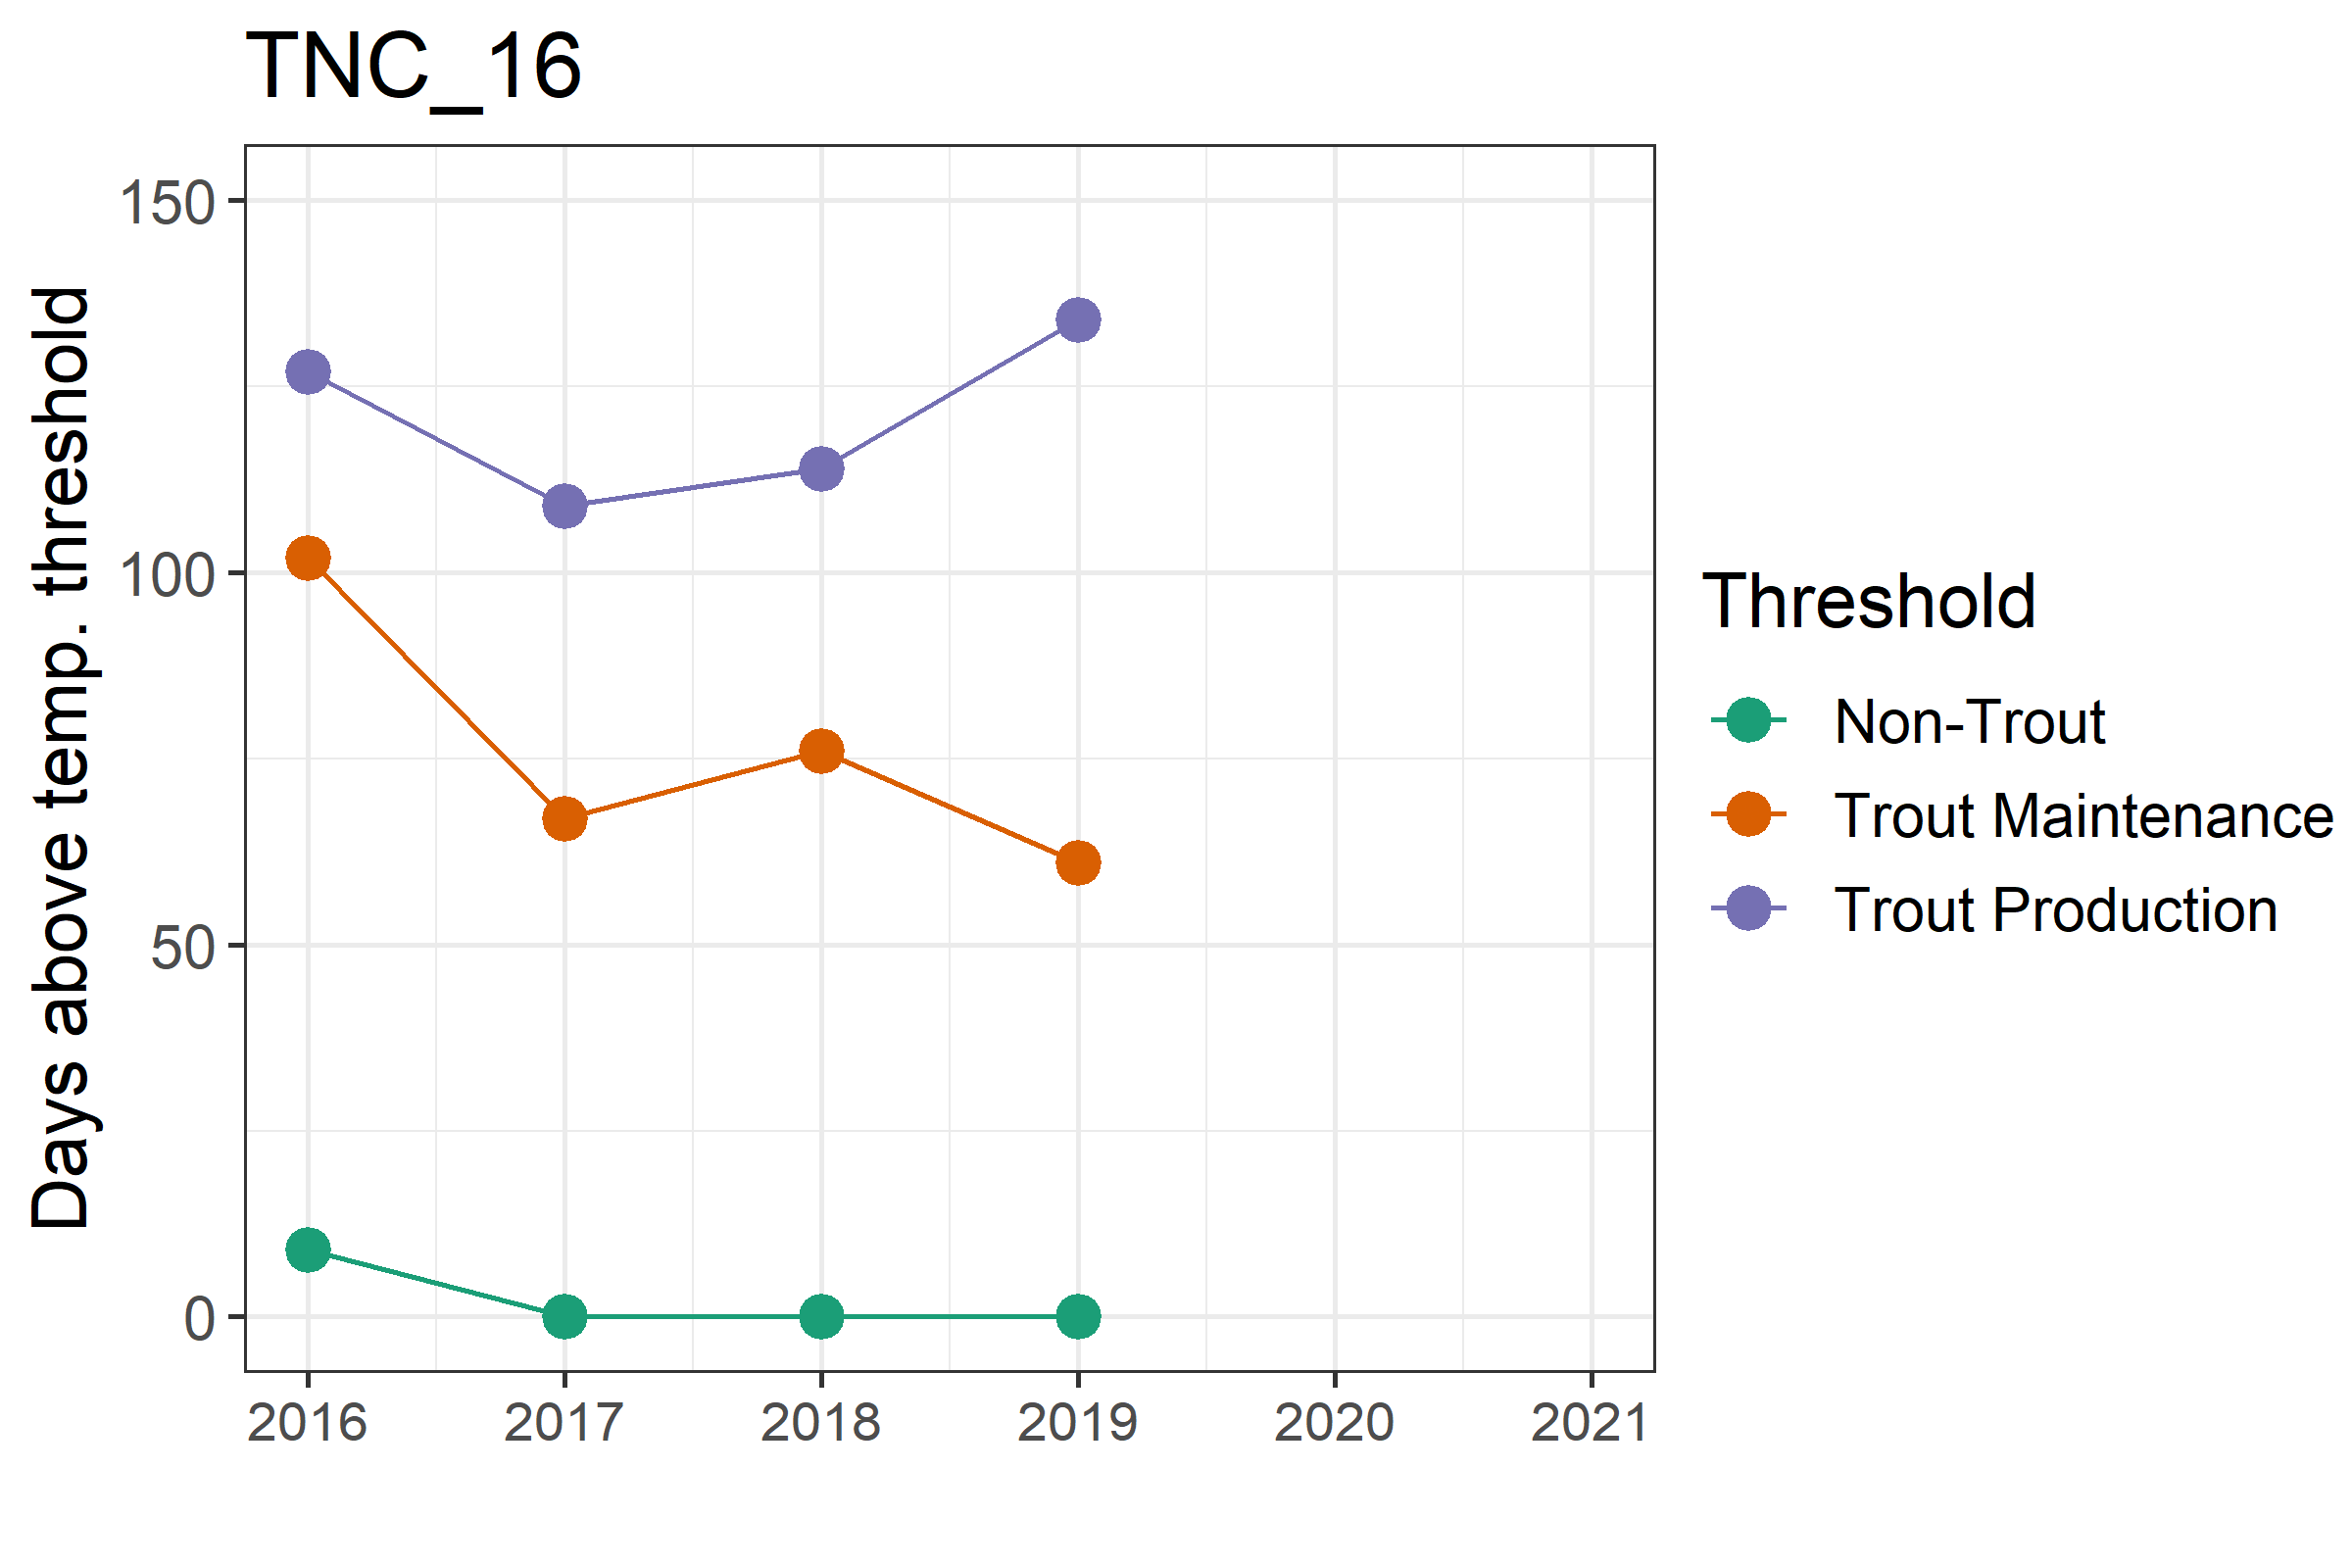 TNC_16
Days above temp. threshold
150
100
50
0
2016 2017 2018 2019 2020 2021
Threshold
Non-Trout
Trout Maintenance
Trout Production